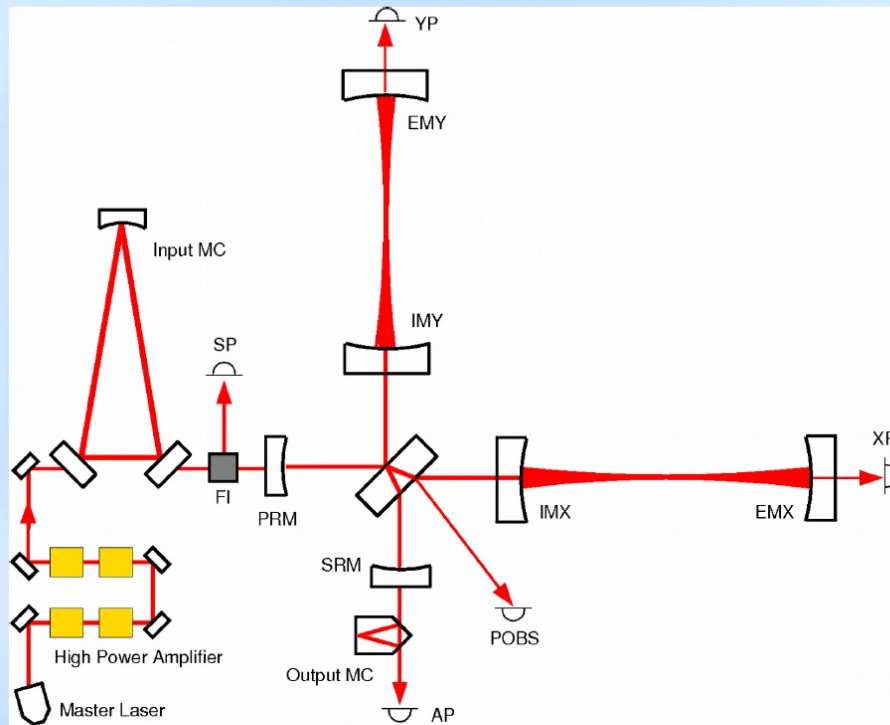 YP
EMY
Input MC
IMY
SP
FI
PRM
IMX
EMX
SRM
POBS
Output MC
AP
High Power Amplifier
Master Laser